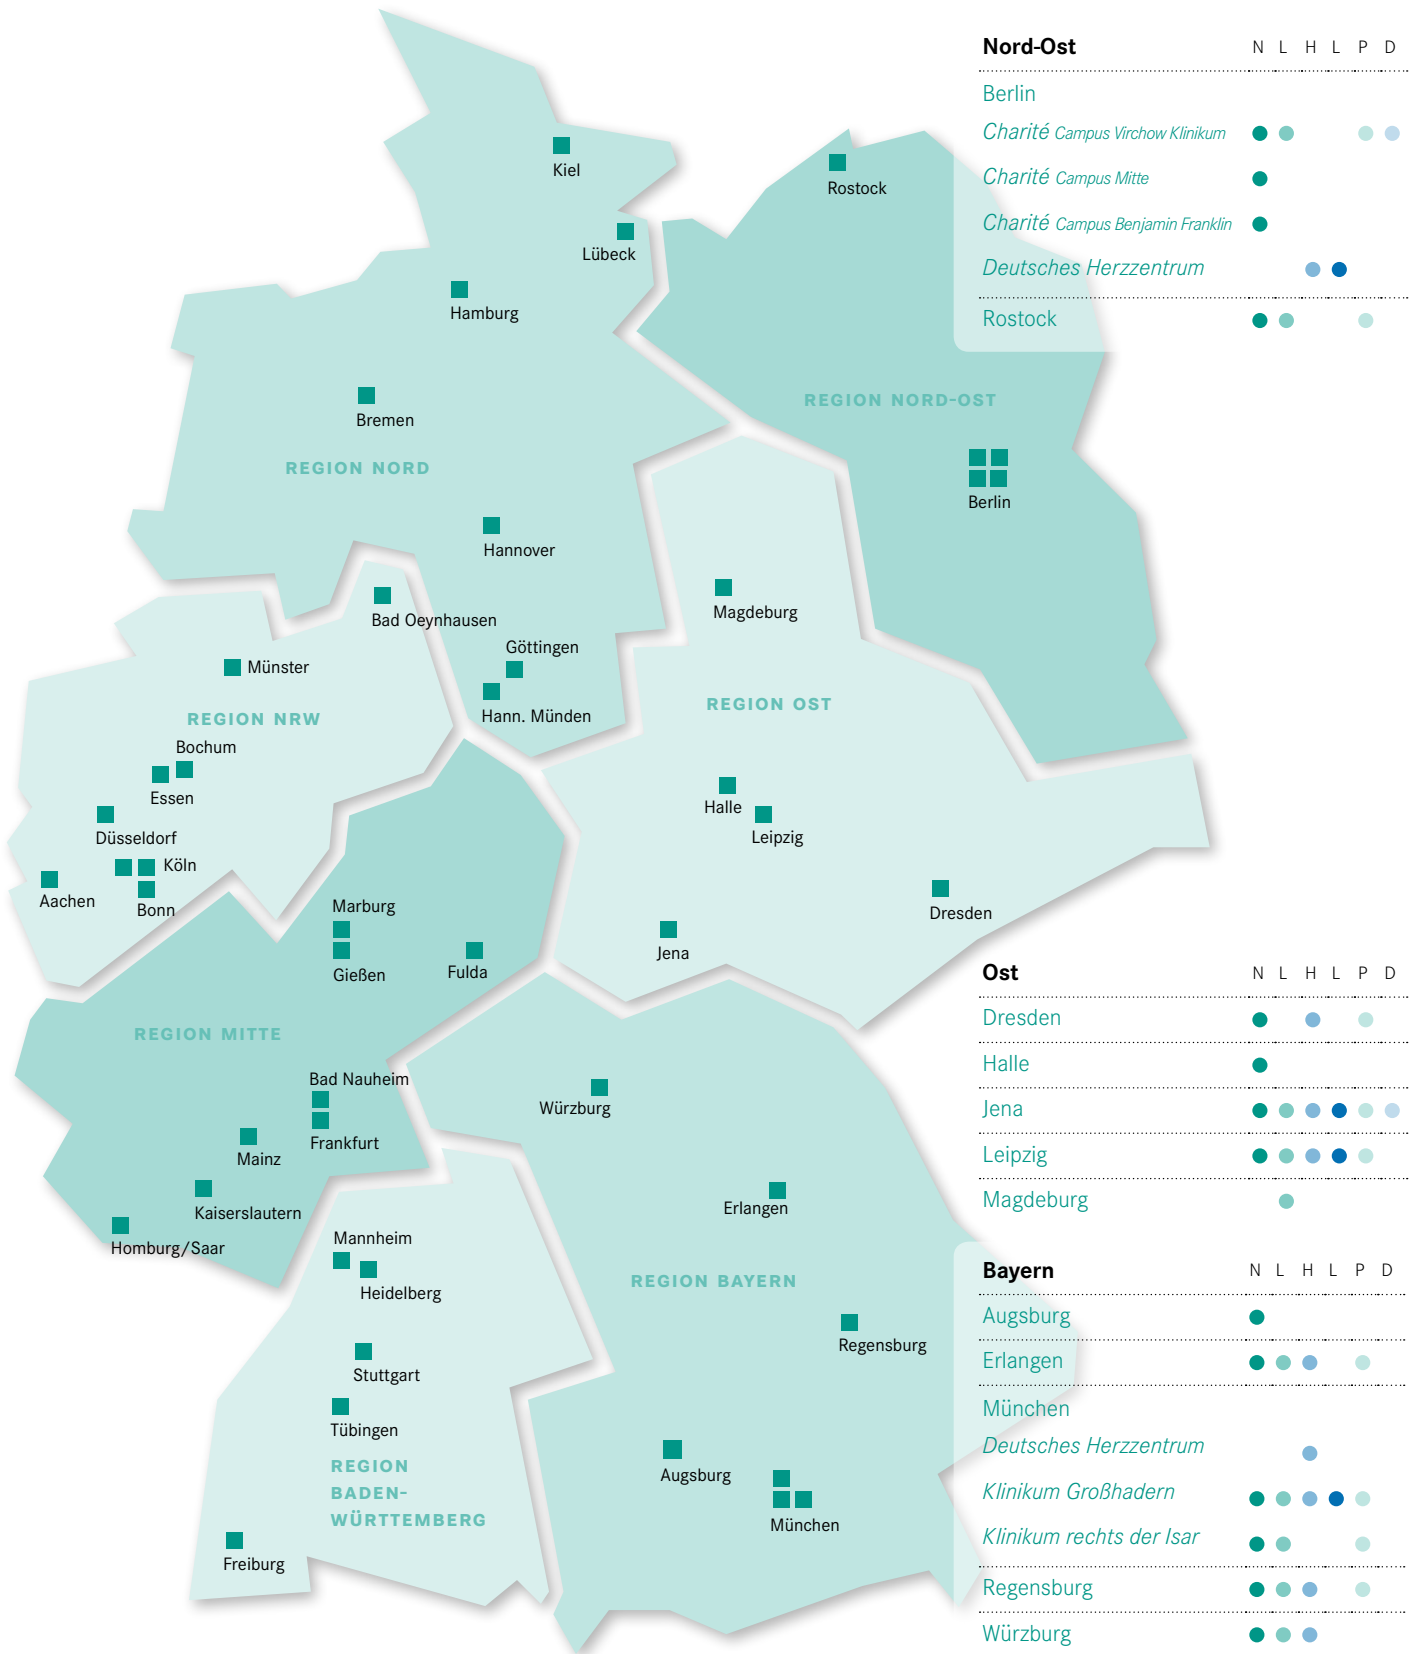 Kiel
Lübeck
Hamburg
Bremen
REGION NORD
Hannover
Göttingen
Hann. Münden
Rostock
REGION NORD-OST
Berlin
Bad Oeynhausen
Münster
REGION NRW
Bochum
Essen
Düsseldorf
Köln
Aachen
Bonn
Magdeburg
REGION OST
Halle
Leipzig
Dresden
Jena
Marburg
Gießen
Fulda
REGION MITTE
Bad Nauheim
Frankfurt
Mainz
Kaiserslautern
Homburg/Saar
Mannheim
Heidelberg
Stuttgart
Tübingen
REGION
BADEN-
WÜRTTEMBERG
Freiburg
Würzburg
Erlangen
REGION BAYERN
Regensburg
Augsburg
München
Nord-Ost N L H L P D
Berlin
Charité Campus Virchow Klinikum
Charité Campus Mitte
Charité Campus Benjamin Franklin
Deutsches Herzzentrum
Rostock
Ost N L H L P D
Dresden
Halle
Jena
Leipzig
Magdeburg
Bayern N L H L P D
Augsburg
Erlangen
München
Deutsches Herzzentrum
Klinikum Großhadern
Klinikum rechts der Isar
Regensburg
Würzburg